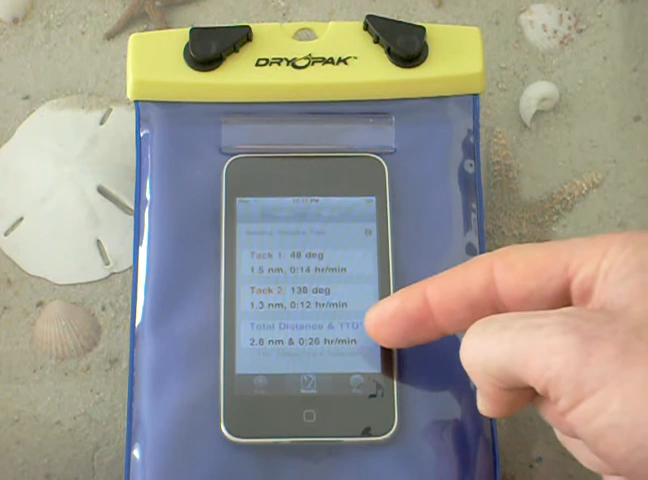 DRY PAK
Tack 1: 48 deg
1.5 nm, 0:14 hr/min
Tack 2: 138 deg
1.3 nm, 0:12 hr/min
Total Distance & TTD
2.8 nm & 0:26 hr/min